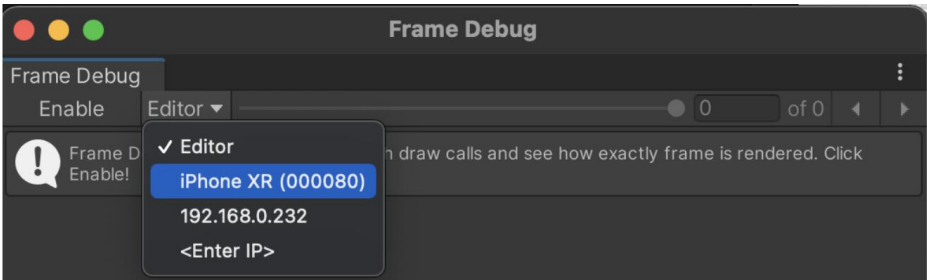 Frame Debug
Frame Debug
Enable Editor 0 of 0
Frame D h draw calls and see how exactly frame is rendered. Click
Enable!
✓ Editor
iPhone XR (000080)
192.168.0.232
<Enter IP>